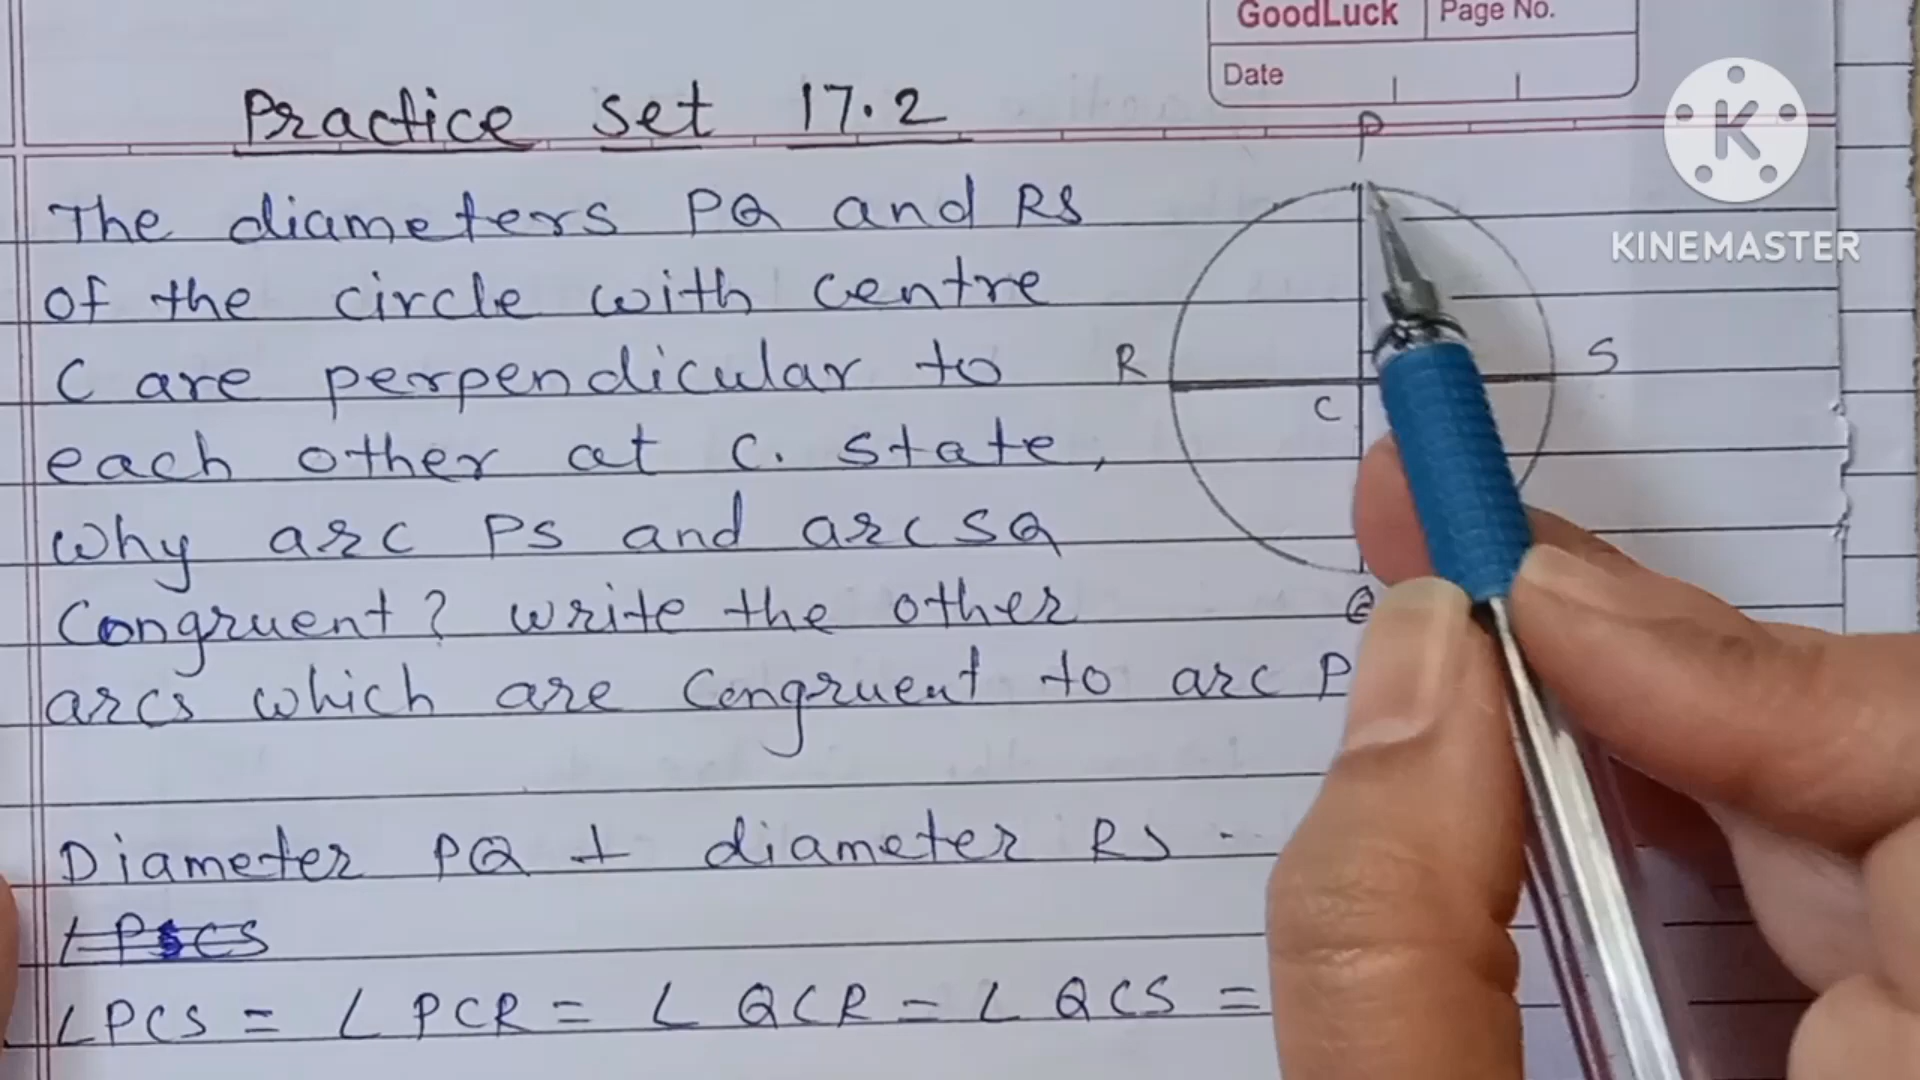 GoodLuck Page No.
Date
Practice set 17.2
P
K
KINEMASTER
The diameters PQ and RS
of the circle with centre
C are perpendicular to
R S
C
each other at C. State,
why arc PS and arc SQ
Congruent? write the other
Q
arcs which are Congruent to arc P
Diameter PQ ⊥ diameter RS -
∠PSCS
∠PCS = ∠PCR = ∠QCR = ∠QCS =